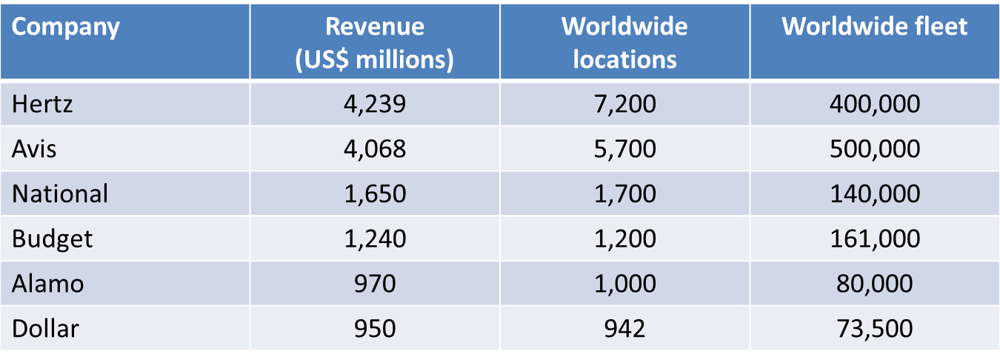 Company Revenue (US$ millions) Worldwide locations Worldwide fleet
Hertz 4,239 7,200 400,000
Avis 4,068 5,700 500,000
National 1,650 1,700 140,000
Budget 1,240 1,200 161,000
Alamo 970 1,000 80,000
Dollar 950 942 73,500